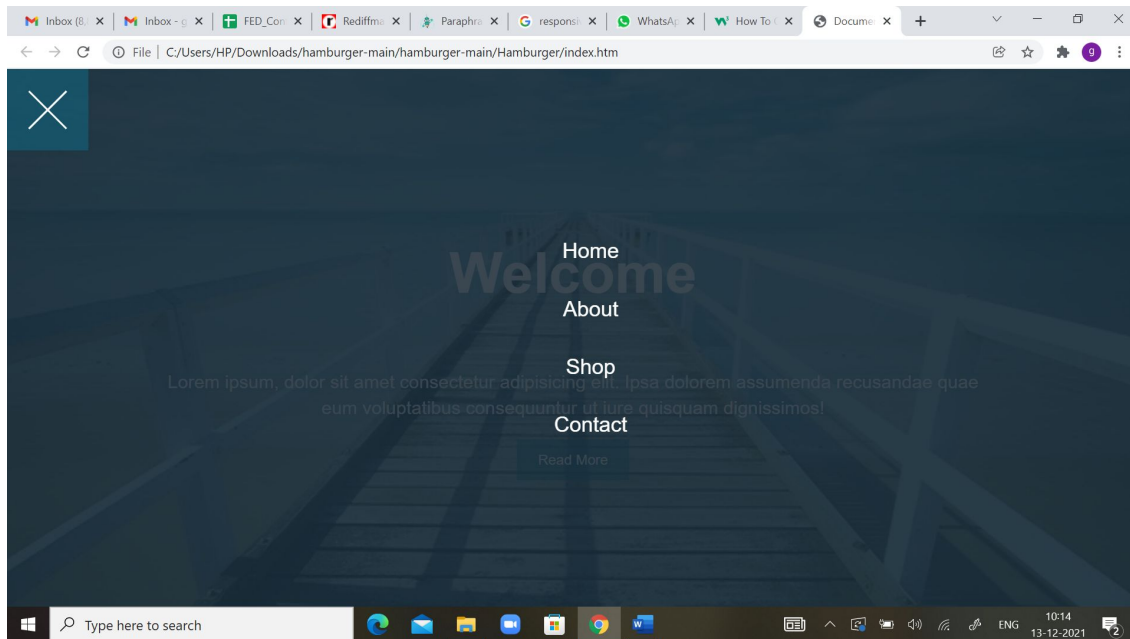 Inbox (8, Inbox - g FED_Con Rediffma Paraphra G responsi WhatsAp How To Docume
File C:/Users/HP/Downloads/hamburger-main/hamburger-main/Hamburger/index.htm g
Home
Welcome
About
Shop
Lorem ipsum, dolor sit amet consectetur adipisicing elit. Ipsa dolorem assumenda recusandae quae
eum voluptatibus consequuntur ut iure quisquam dignissimos!
Contact
Read More
Type here to search
ENG
10:14
13-12-2021
2